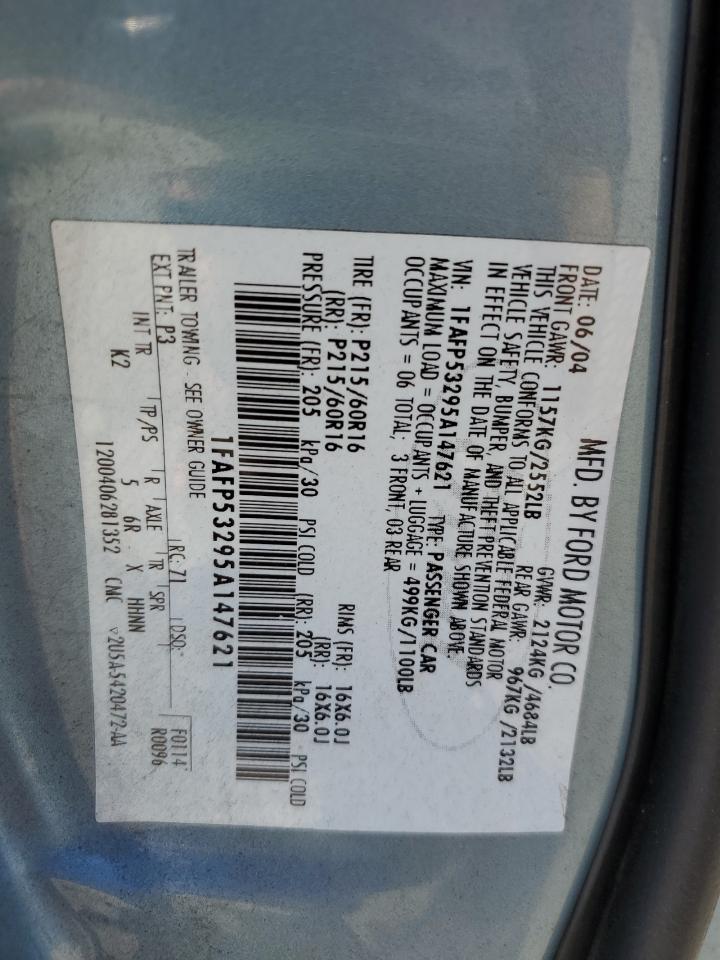 MFD. BY FORD MOTOR CO.
DATE: 06/04 GVWR: 2124KG/4684LB
FRONT GAWR: 1157KG/2552LB REAR GAWR: 967KG/2132LB
THIS VEHICLE CONFORMS TO ALL APPLICABLE FEDERAL MOTOR
VEHICLE SAFETY, BUMPER, AND THEFT PREVENTION STANDARDS
IN EFFECT ON THE DATE OF MANUFACTURE SHOWN ABOVE.
VIN: 1FAFP53295A147621 TYPE: PASSENGER CAR
MAXIMUM LOAD = OCCUPANTS + LUGGAGE = 499KG/1100LB
OCCUPANTS = 06 TOTAL; 3 FRONT, 03 REAR
TIRE (FR): P215/60R16 RIMS (FR): 16X6.0J
(RR): P215/60R16 (RR): 16X6.0J
PRESSURE (FR): 205 kPa/30 PSI COLD (RR): 205 kPa/30 PSI COLD
1FAFP53295A147621
TRAILER TOWING - SEE OWNER GUIDE
EXT PNT: P3 RC: 71 DSO: F0114
INT TR TP/PS R AXLE TR SPR R0096
K2 5 6R X HHNN
1200406281352 CMC 2U5A-5420472-AA